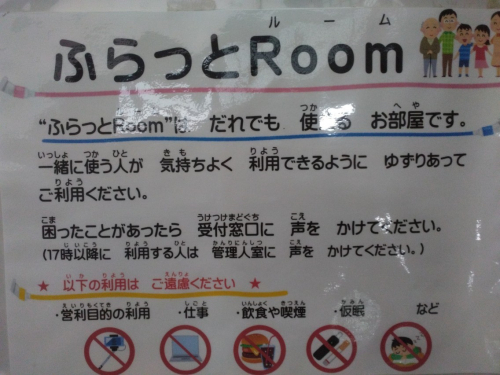 ふらっとRoom
“ふらっとRoom”は だれでも 使える お部屋です。
一緒に使う人が 気持ちよく 利用できるように ゆずりあって
ご利用ください。
困ったことがあったら 受付窓口に 声を かけてください。
(17時以降に 利用する人は 管理人室に 声を かけてください。)
★ 以下の利用は ご遠慮ください ★
・営利目的の利用 ・仕事 ・飲食や喫煙 ・仮眠 など